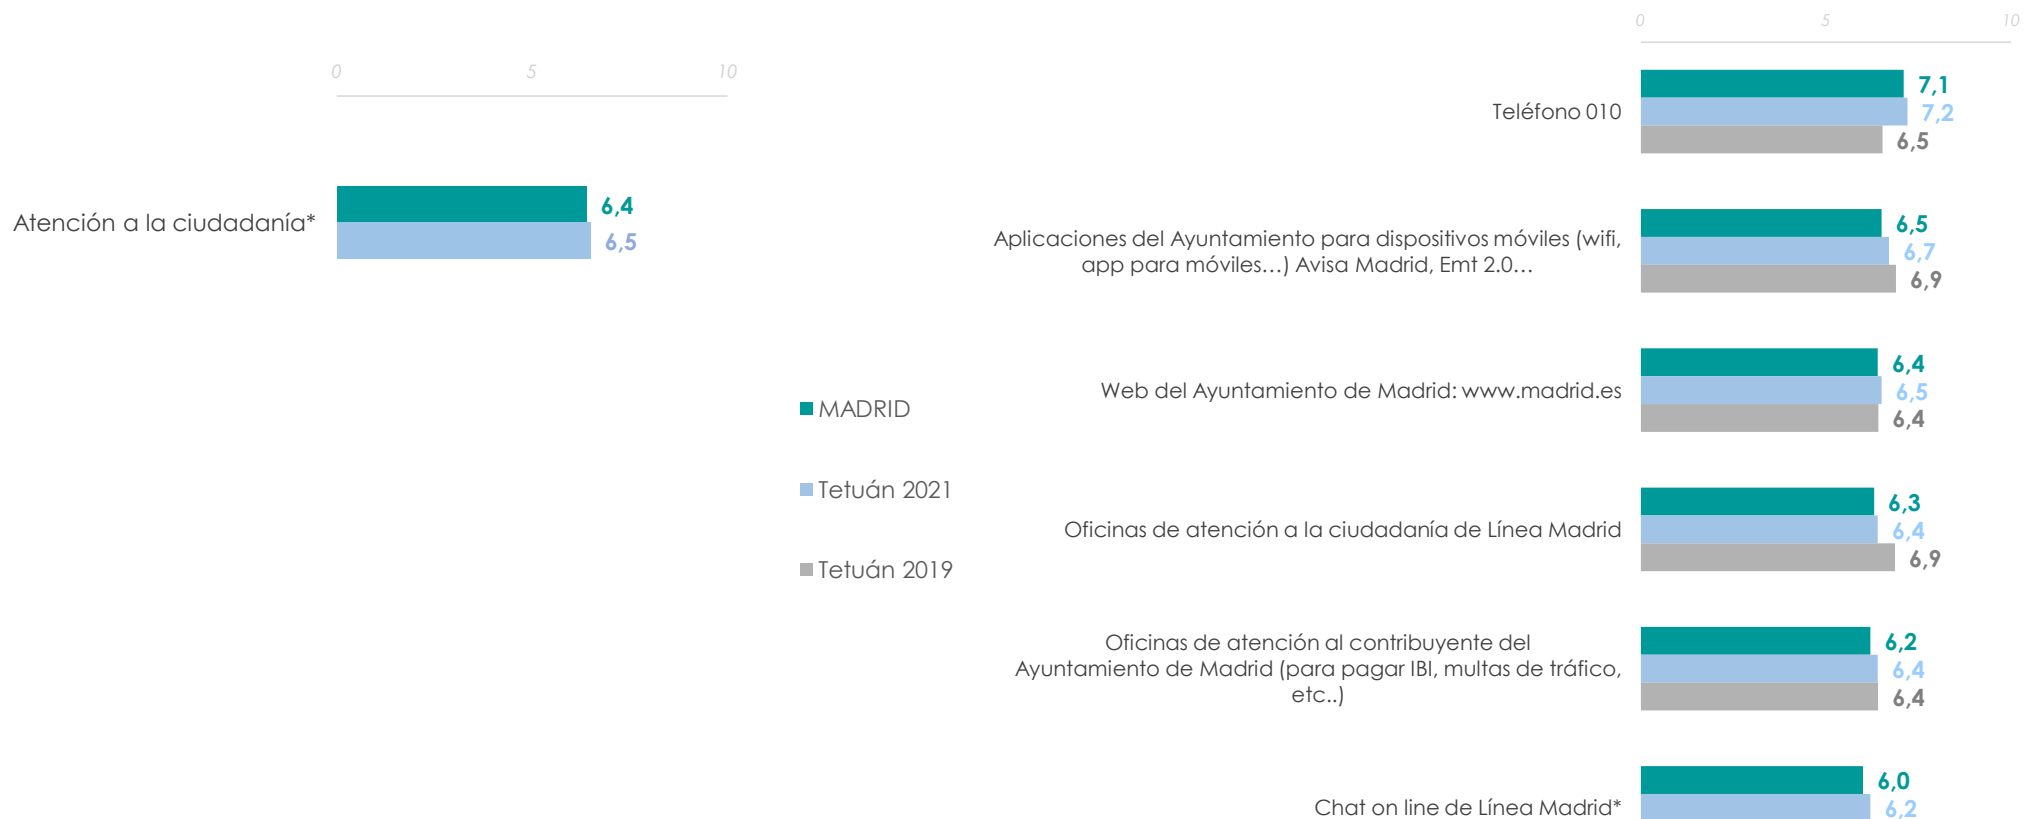 0 5 10
Atención a la ciudadanía*
6,4
6,5
MADRID
Tetuán 2021
Tetuán 2019
0 5 10
Teléfono 010
7,1
7,2
6,5
Aplicaciones del Ayuntamiento para dispositivos móviles (wifi,
app para móviles...) Avisa Madrid, Emt 2.0...
6,5
6,7
6,9
Web del Ayuntamiento de Madrid: www.madrid.es
6,4
6,5
6,4
Oficinas de atención a la ciudadanía de Línea Madrid
6,3
6,4
6,9
Oficinas de atención al contribuyente del
Ayuntamiento de Madrid (para pagar IBI, multas de tráfico,
etc..)
6,2
6,4
6,4
Chat on line de Línea Madrid*
6,0
6,2